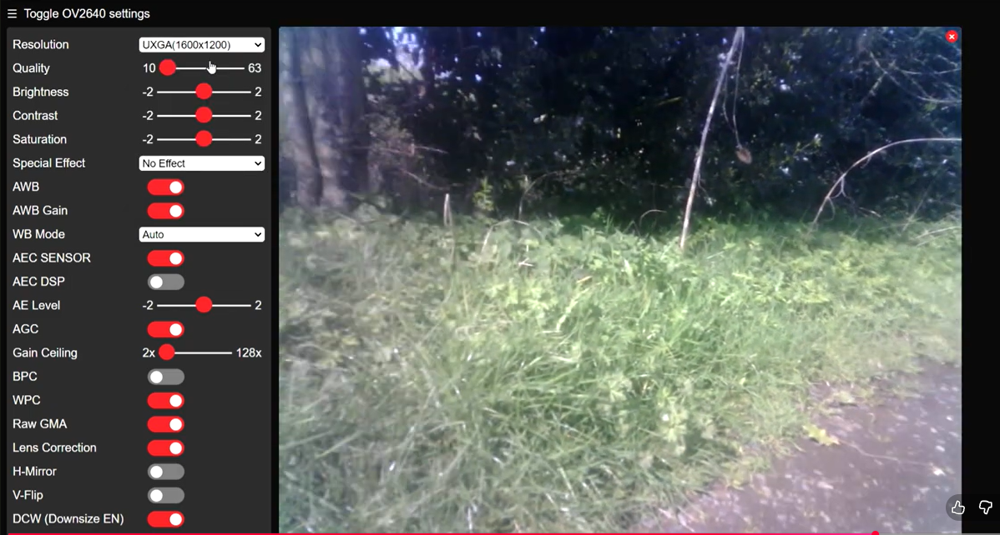 ☰ Toggle OV2640 settings
Resolution UXGA(1600x1200)
Quality 10 63
Brightness -2 2
Contrast -2 2
Saturation -2 2
Special Effect No Effect
AWB
AWB Gain
WB Mode Auto
AEC SENSOR
AEC DSP
AE Level -2 2
AGC
Gain Ceiling 2x 128x
BPC
WPC
Raw GMA
Lens Correction
H-Mirror
V-Flip
DCW (Downsize EN)